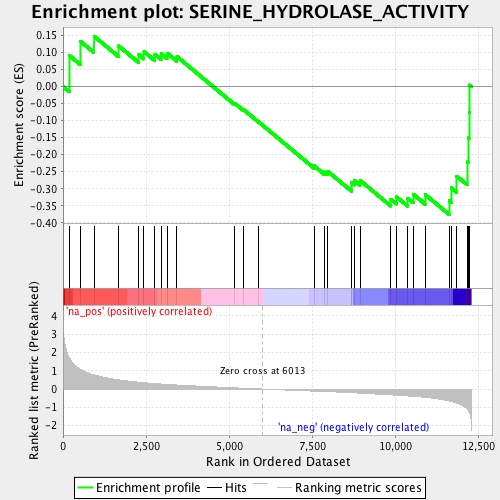 Enrichment plot: SERINE_HYDROLASE_ACTIVITY
Enrichment score (ES)
0.15
0.10
0.05
0.00
-0.05
-0.10
-0.15
-0.20
-0.25
-0.30
-0.35
-0.40
'na_pos' (positively correlated)
Ranked list metric (PreRanked)
4
3
2
1
0
-1
-2
Zero cross at 6013
'na_neg' (negatively correlated)
0
2,500
5,000
7,500
10,000
12,500
Rank in Ordered Dataset
Enrichment profile
Hits
Ranking metric scores